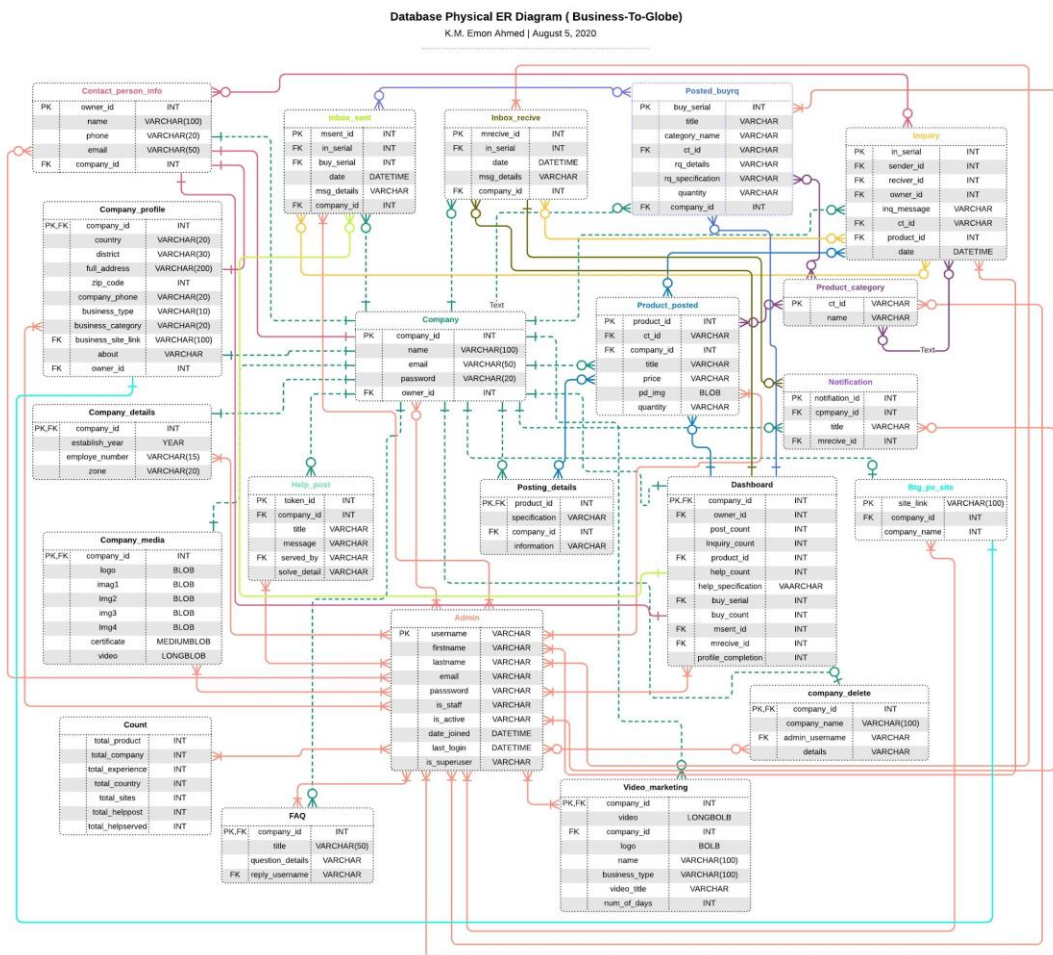 Database Physical ER Diagram ( Business-To-Globe)
K.M. Emon Ahmed | August 5, 2020
Contact_person_info
PK owner_id INT
name VARCHAR(100)
phone VARCHAR(20)
email VARCHAR(50)
FK company_id INT
Inbox_sent
PK msent_id INT
FK in_serial INT
FK buy_serial INT
date DATETIME
msg_details VARCHAR
FK company_id INT
Inbox_recive
PK mrecive_id INT
FK in_serial INT
date DATETIME
msg_details VARCHAR
FK company_id INT
Posted_buyrq
PK buy_serial INT
title VARCHAR
category_name VARCHAR
FK ct_id VARCHAR
rq_details VARCHAR
rq_specification VARCHAR
quantity VARCHAR
FK company_id INT
Inquiry
PK in_serial INT
FK sender_id INT
FK reciver_id INT
FK owner_id INT
inq_message VARCHAR
FK ct_id VARCHAR
FK product_id INT
date DATETIME
Company_profile
PK,FK company_id INT
country VARCHAR(20)
district VARCHAR(30)
full_address VARCHAR(200)
zip_code INT
company_phone VARCHAR(20)
business_type VARCHAR(10)
business_category VARCHAR(20)
FK business_site_link VARCHAR(100)
about VARCHAR
FK owner_id INT
Text
Company
PK company_id INT
name VARCHAR(100)
email VARCHAR(50)
password VARCHAR(20)
FK owner_id INT
Product_posted
PK product_id INT
FK ct_id VARCHAR
FK company_id INT
title VARCHAR
price VARCHAR
pd_img BLOB
quantity VARCHAR
Product_category
PK ct_id VARCHAR
name VARCHAR
Text
Notification
PK notifiation_id INT
FK cpmpany_id INT
title VARCHAR
FK mrecive_id INT
Company_details
PK,FK company_id INT
establish_year YEAR
employe_number VARCHAR(15)
zone VARCHAR(20)
Help_post
PK token_id INT
FK company_id INT
title VARCHAR
message VARCHAR
FK served_by VARCHAR
solve_detail VARCHAR
Posting_details
PK,FK product_id INT
specification VARCHAR
FK company_id INT
information VARCHAR
Dashboard
PK,FK company_id INT
FK owner_id INT
post_count INT
Inquiry_count INT
FK product_id INT
help_count INT
help_specification VAARCHAR
FK buy_serial INT
buy_count INT
FK msent_id INT
FK mrecive_id INT
profile_completion INT
PK site_link VARCHAR(100)
FK company_id INT
company_name INT
Company_media
PK,FK company_id INT
logo BLOB
imag1 BLOB
Img2 BLOB
img3 BLOB
Img4 BLOB
certificate MEDIUMBLOB
video LONGBLOB
Admin
PK username VARCHAR
firstname VARCHAR
lastname VARCHAR
email VARCHAR
passsword VARCHAR
is_staff VARCHAR
is_active VARCHAR
date_joined DATETIME
last_login DATETIME
is_superuser VARCHAR
company_delete
PK,FK company_id INT
company_name VARCHAR(100)
FK admin_username VARCHAR
details VARCHAR
Count
total_product INT
total_company INT
total_experience INT
total_country INT
total_sites INT
total_helppost INT
total_helpserved INT
FAQ
PK,FK company_id INT
title VARCHAR(50)
question_details VARCHAR
FK reply_username VARCHAR
Video_marketing
PK,FK company_id INT
video LONGBOLB
FK company_id INT
logo BOLB
name VARCHAR(100)
business_type VARCHAR(100)
video_title VARCHAR
num_of_days INT